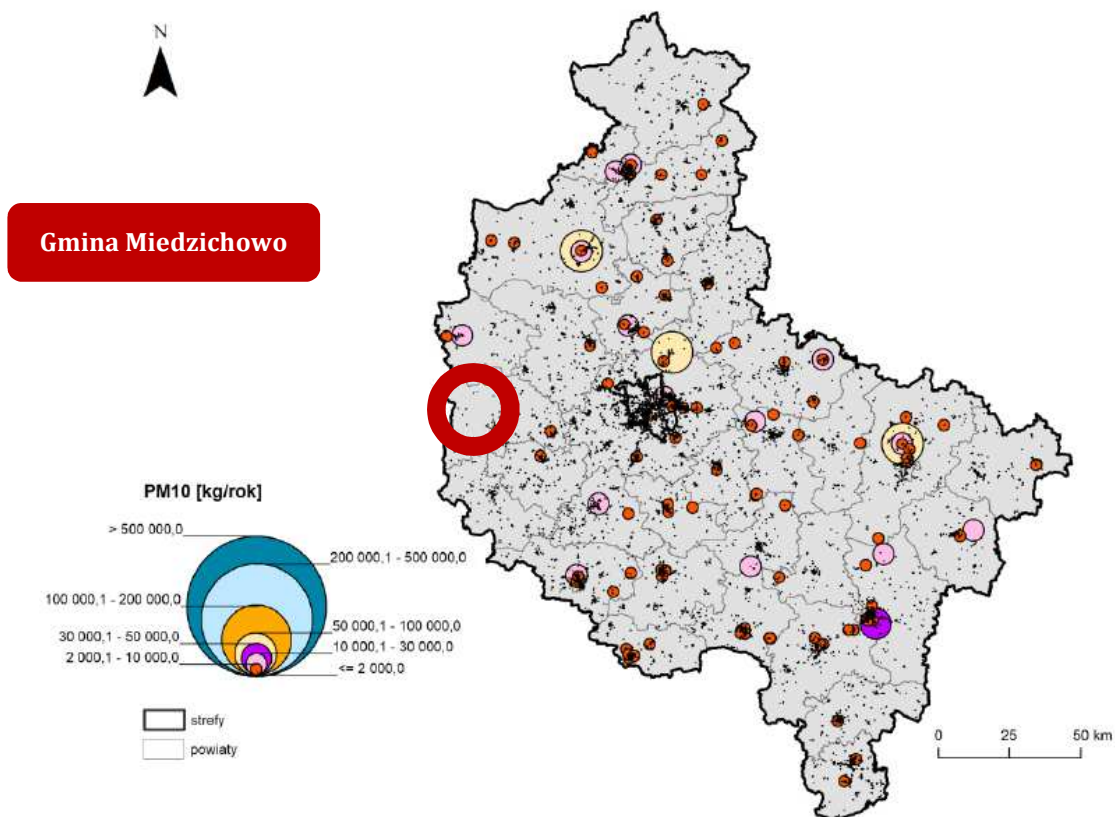 N
Gmina Miedzichowo
PM10 [kg/rok]
> 500 000,0
200 000,1 - 500 000,0
100 000,1 - 200 000,0
50 000,1 - 100 000,0
30 000,1 - 50 000,0
10 000,1 - 30 000,0
2 000,1 - 10 000,0
<= 2 000,0
strefy
powiaty
0 25 50 km